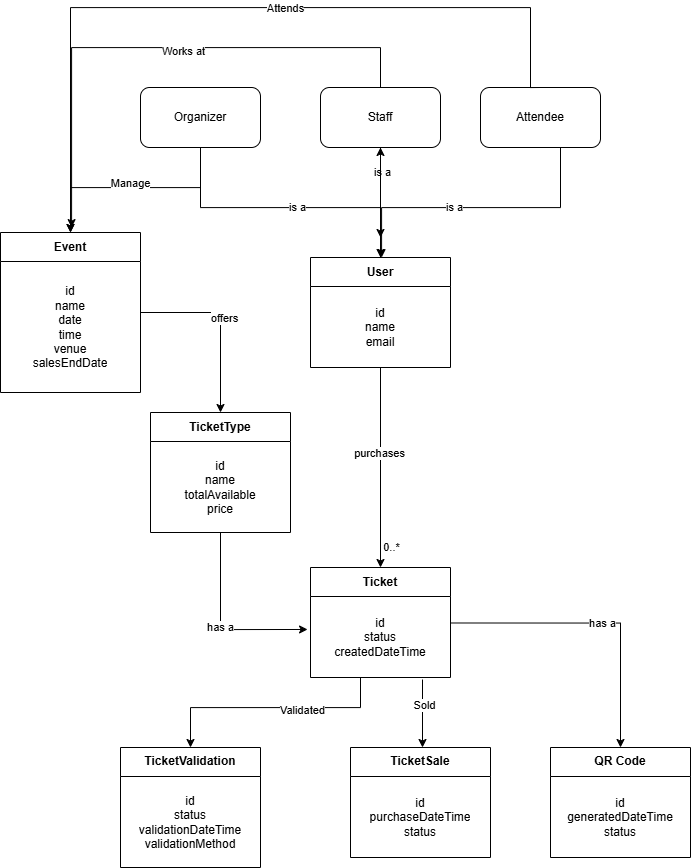 Attends
Works at
Organizer
Staff
Attendee
is a
Manage
is a
is a
Event
id
name
date
time
venue
salesEndDate
User
id
name
email
offers
TicketType
id
name
totalAvailable
price
purchases
0..*
Ticket
id
status
createdDateTime
has a
has a
Validated
Sold
TicketValidation
id
status
validationDateTime
validationMethod
TicketSale
id
purchaseDateTime
status
QR Code
id
generatedDateTime
status